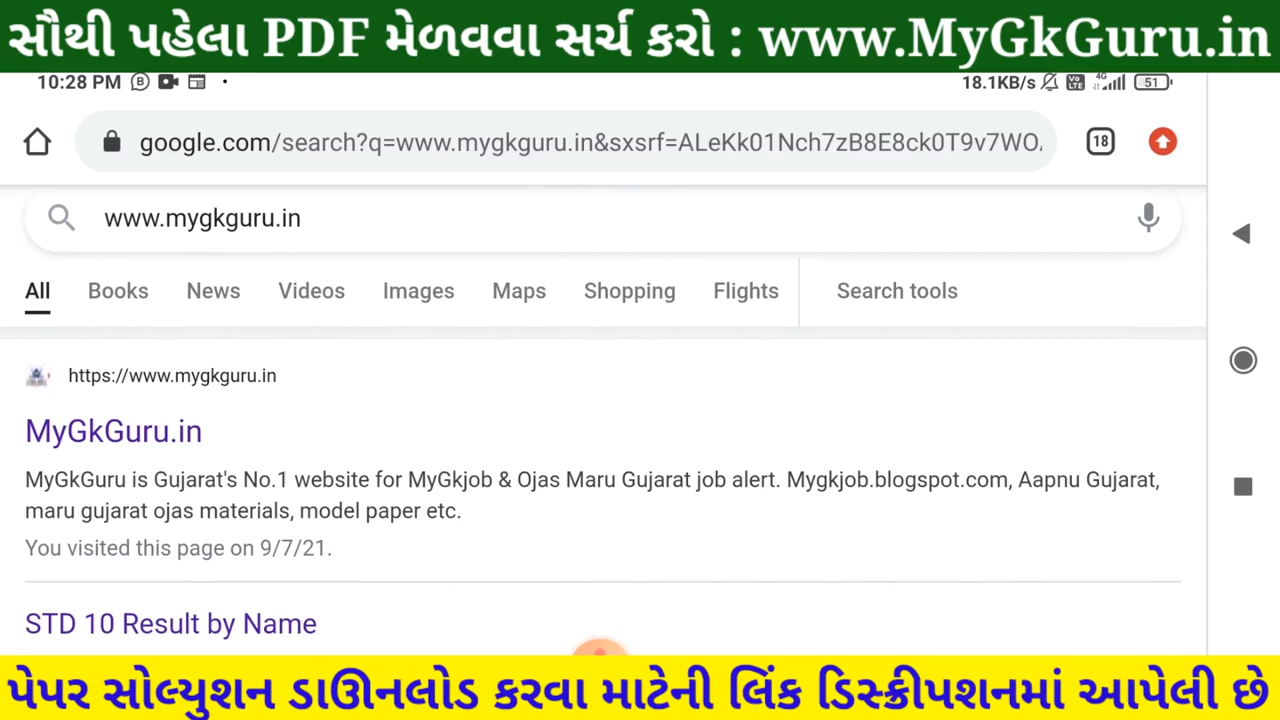 સૌથી પહેલા PDF મેળવવા સર્ચ કરો : www.MyGkGuru.in
10:28 PM 18.1KB/s Vo LTE 4G 51
google.com/search?q=www.mygkguru.in&sxsrf=ALeKk01Nch7zB8E8ck0T9v7WO 18
www.mygkguru.in
All Books News Videos Images Maps Shopping Flights Search tools
https://www.mygkguru.in
MyGkGuru.in
MyGkGuru is Gujarat's No.1 website for MyGkjob & Ojas Maru Gujarat job alert. Mygkjob.blogspot.com, Aapnu Gujarat,
maru gujarat ojas materials, model paper etc.
You visited this page on 9/7/21.
STD 10 Result by Name
પેપર સોલ્યુશન ડાઊનલોડ કરવા માટેની લિંક ડિસ્ક્રીપશનમાં આપેલી છે